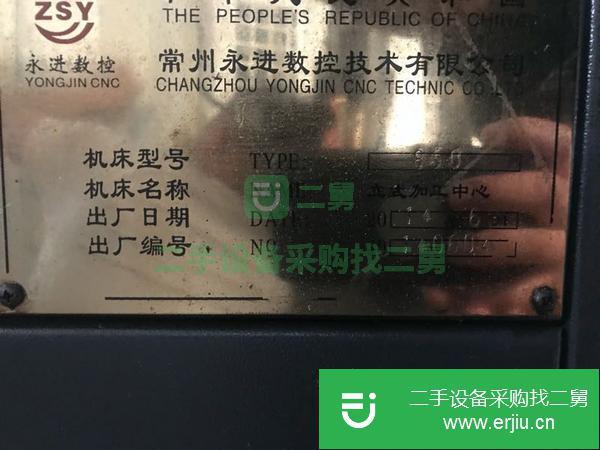 ZSY
THE PEOPLE'S REPUBLIC OF CHINA
永进数控 常州永进数控技术有限公司
YONGJIN CNC CHANGZHOU YONGJIN CNC TECHNIC CO.LTD
机床型号 TYPE:
机床名称 立式加工中心
出厂日期 DATE: 20
出厂编号 NO
二舅
二手设备采购找二舅
二手设备采购找二舅
www.erjiu.cn